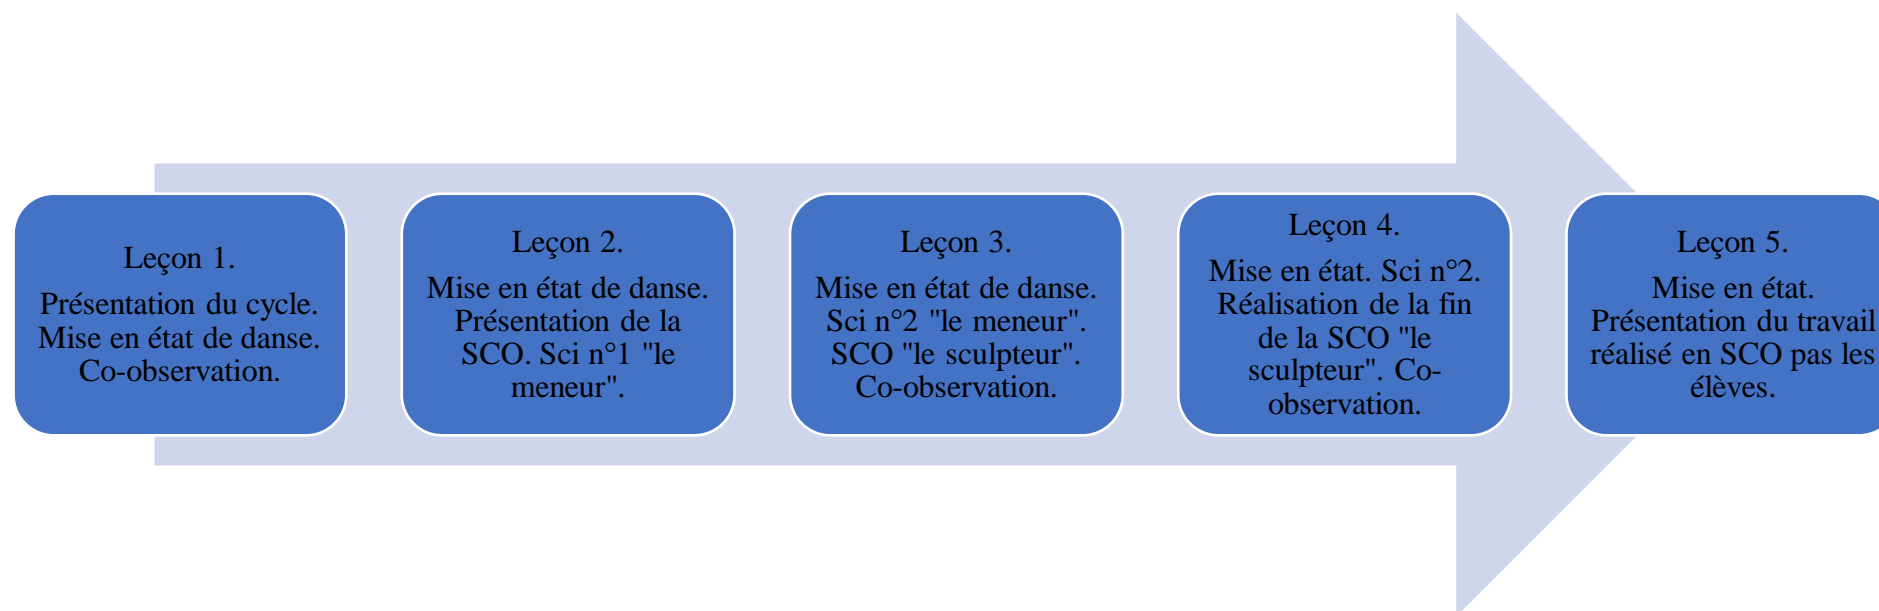 Leçon 1.
Présentation du cycle.
Mise en état de danse.
Co-observation.
Leçon 2.
Mise en état de danse.
Présentation de la
SCO. Sci n°1 "le
meneur".
Leçon 3.
Mise en état de danse.
Sci n°2 "le meneur".
SCO "le sculpteur".
Co-observation.
Leçon 4.
Mise en état. Sci n°2.
Réalisation de la fin
de la SCO "le
sculpteur". Co-
observation.
Leçon 5.
Mise en état.
Présentation du travail
réalisé en SCO pas les
élèves.